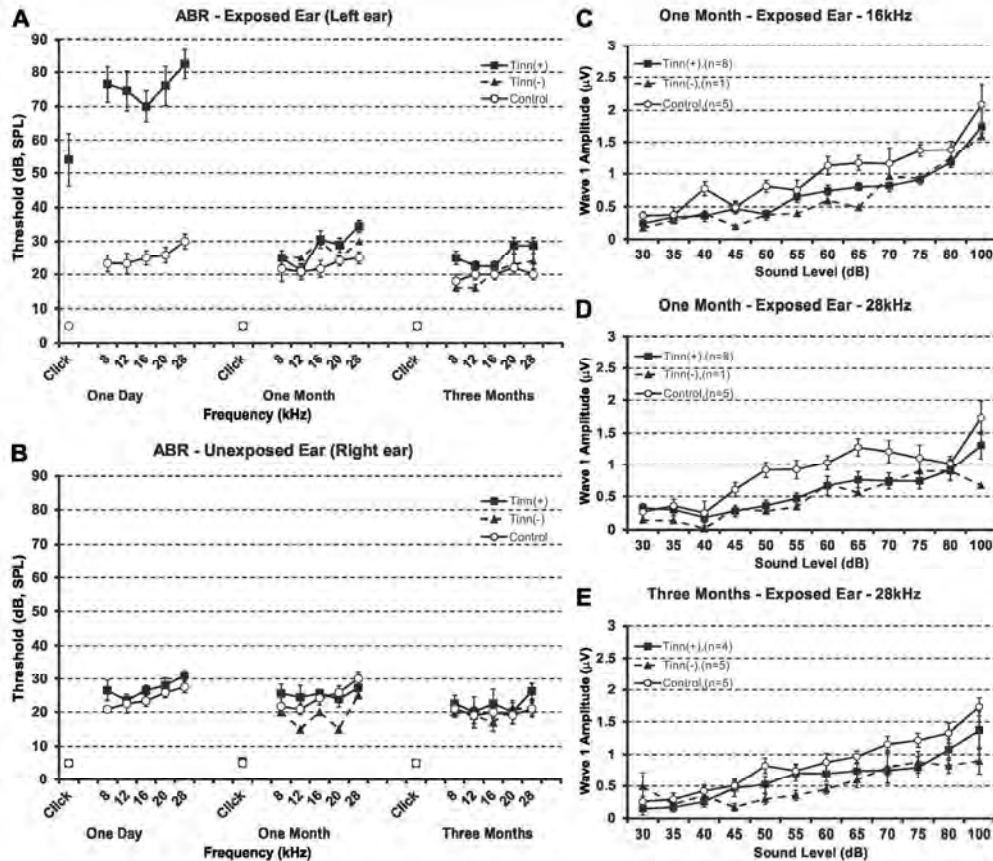 A
ABR - Exposed Ear (Left ear)
90
80
70
60
50
40
30
20
10
0
Threshold (dB, SPL)
Tinn(+)
Tinn(-)
Control
Click 8 12 16 20 28 Click 8 12 16 20 28 Click 8 12 16 20 28
One Day One Month Three Months
Frequency (kHz)
B
ABR - Unexposed Ear (Right ear)
90
80
70
60
50
40
30
20
10
0
Threshold (dB, SPL)
Tinn(+)
Tinn(-)
Control
Click 8 12 16 20 28 Click 8 12 16 20 28 Click 8 12 16 20 28
One Day One Month Three Months
Frequency (kHz)
C
One Month - Exposed Ear - 16kHz
3
2.5
2
1.5
1
0.5
0
Wave 1 Amplitude (μV)
Tinn(+),(n=8)
Tinn(-),(n=1)
Control,(n=5)
30 35 40 45 50 55 60 65 70 75 80 100
Sound Level (dB)
D
One Month - Exposed Ear - 28kHz
3
2.5
2
1.5
1
0.5
0
Wave 1 Amplitude (μV)
Tinn(+),(n=8)
Tinn(-),(n=1)
Control,(n=5)
30 35 40 45 50 55 60 65 70 75 80 100
Sound Level (dB)
E
Three Months - Exposed Ear - 28kHz
3
2.5
2
1.5
1
0.5
0
Wave 1 Amplitude (μV)
Tinn(+),(n=4)
Tinn(-),(n=5)
Control,(n=5)
30 35 40 45 50 55 60 65 70 75 80 100
Sound Level (dB)